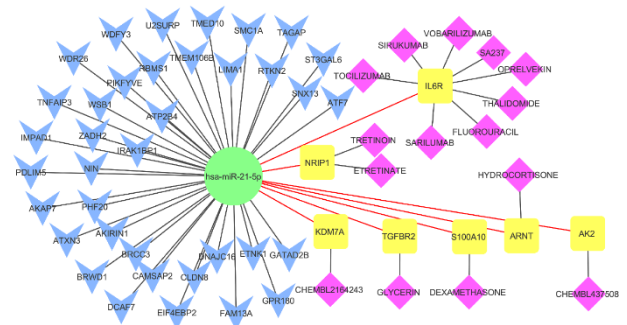 U2SURP
TMED10
SMC1A
TAGAP
WDFY3
TMEM106B
ST3GAL6
WDR26
RBMS1
LIMA1
RTKN2
PIKFYVE
SNX13
TNFAIP3
WSB1
ATP2B4
ATF7
IMPAD1
ZADH2
IRAK1BP1
PDLIM5
NIN
hsa-miR-21-5p
AKAP7
PHF20
ATXN3
AKIRIN1
BRCC3
DNAJC16
ETNK1
GATAD2B
BRWD1
CAMSAP2
CLDN8
DCAF7
EIF4EBP2
FAM13A
GPR180
VOBARILIZUMAB
SIKUKUMAB
SA237
TOCILIZUMAB
OPRELVEKIN
IL6R
THALIDOMIDE
FLUOROURACIL
SARILUMAB
TRETINOIN
NRIP1
ETRETINATE
HYDROCORTISONE
KDM7A
TGFBR2
S100A10
ARNT
AK2
CHEMBL2164243
GLYCERIN
DEXAMETHASONE
CHEMBL437508